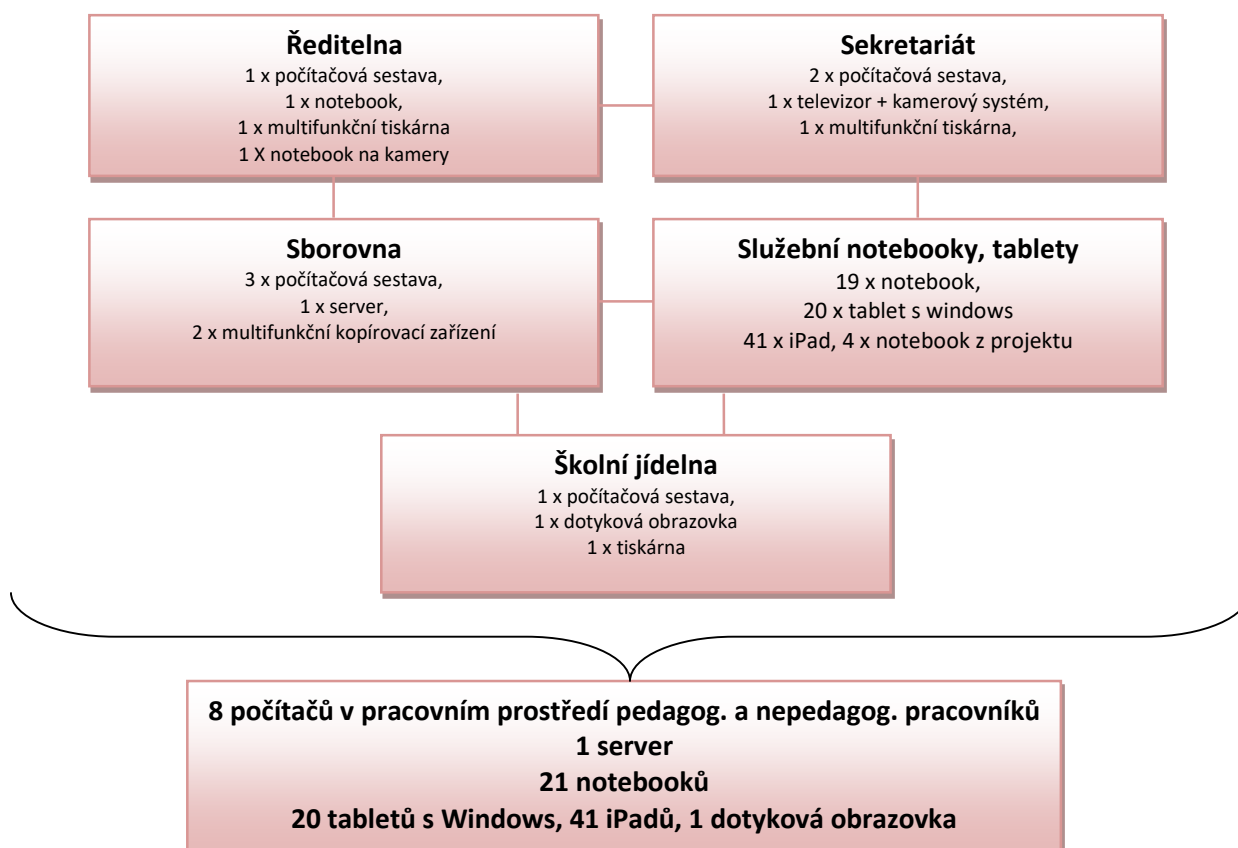 Ředitelna
1 x počítačová sestava,
1 x notebook,
1 x multifunkční tiskárna
1 X notebook na kamery
Sekretariát
2 x počítačová sestava,
1 x televizor + kamerový systém,
1 x multifunkční tiskárna,
Sborovna
3 x počítačová sestava,
1 x server,
2 x multifunkční kopírovací zařízení
Služební notebooky, tablety
19 x notebook,
20 x tablet s windows
41 x iPad, 4 x notebook z projektu
Školní jídelna
1 x počítačová sestava,
1 x dotyková obrazovka
1 x tiskárna
8 počítačů v pracovním prostředí pedagog. a nepedagog. pracovníků
1 server
21 notebooků
20 tabletů s Windows, 41 iPadů, 1 dotyková obrazovka